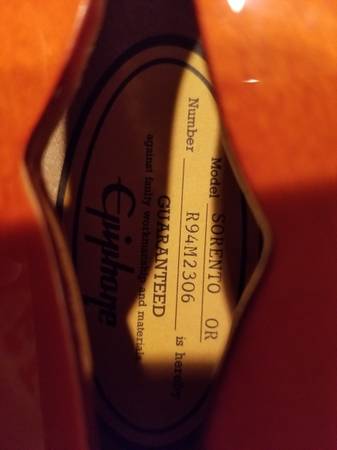 Model SORENTO OR
Number R94M2306 is hereby
GUARANTEED
against faulty workmanship and materials
Epiphone